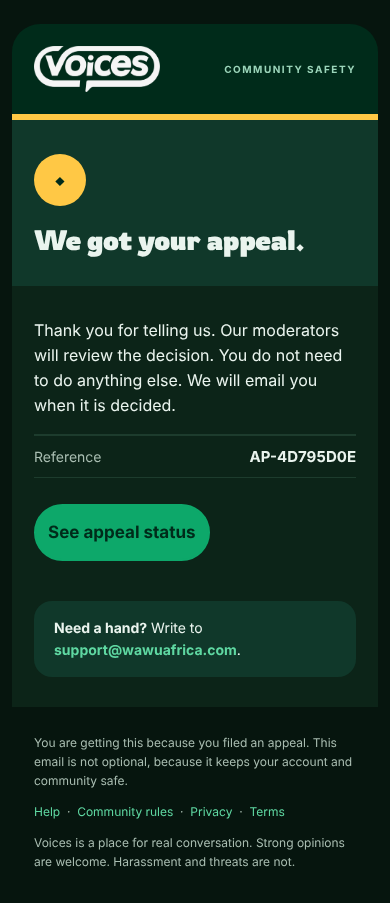 Voices
COMMUNITY SAFETY
We got your appeal.
Thank you for telling us. Our moderators
will review the decision. You do not need
to do anything else. We will email you
when it is decided.
Reference AP-4D795D0E
See appeal status
Need a hand? Write to
support@wawuafrica.com.
You are getting this because you filed an appeal. This
email is not optional, because it keeps your account and
community safe.
Help · Community rules · Privacy · Terms
Voices is a place for real conversation. Strong opinions
are welcome. Harassment and threats are not.